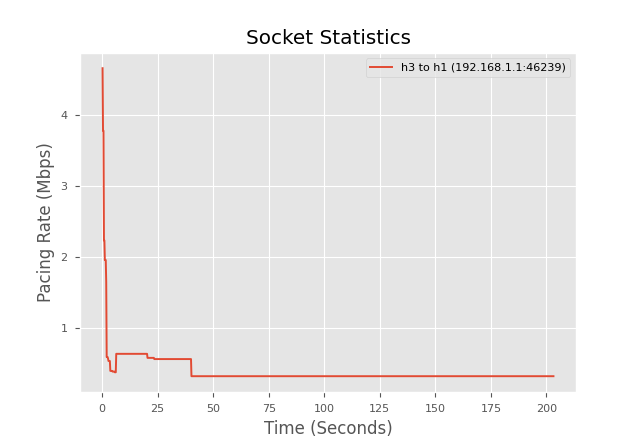 Socket Statistics
h3 to h1 (192.168.1.1:46239)
Pacing Rate (Mbps)
4
3
2
1
0 25 50 75 100 125 150 175 200
Time (Seconds)